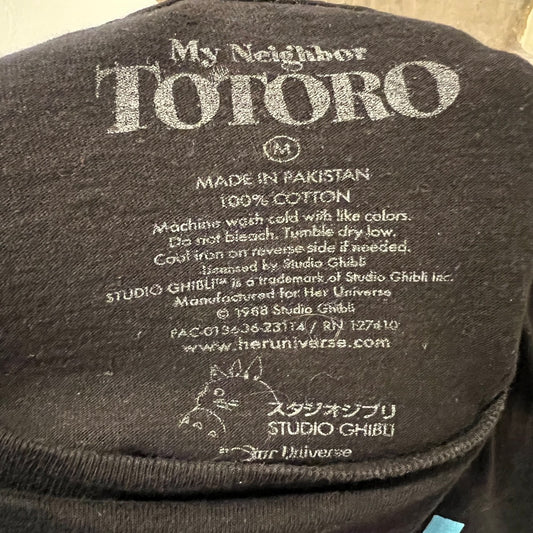 My Neighbor
TOTORO
M
MADE IN PAKISTAN
100% COTTON
Machine wash cold with like colors.
Do not bleach. Tumble dry low.
Cool iron on reverse side if needed.
Licensed by Studio Ghibli
STUDIO GHIBLI™ is a trademark of Studio Ghibli Inc.
Manufactured for Her Universe
© 1988 Studio Ghibli
PAC-013636-23114 / RN 127410
www.heruniverse.com
スタジオジブリ
STUDIO GHIBLI
Universe